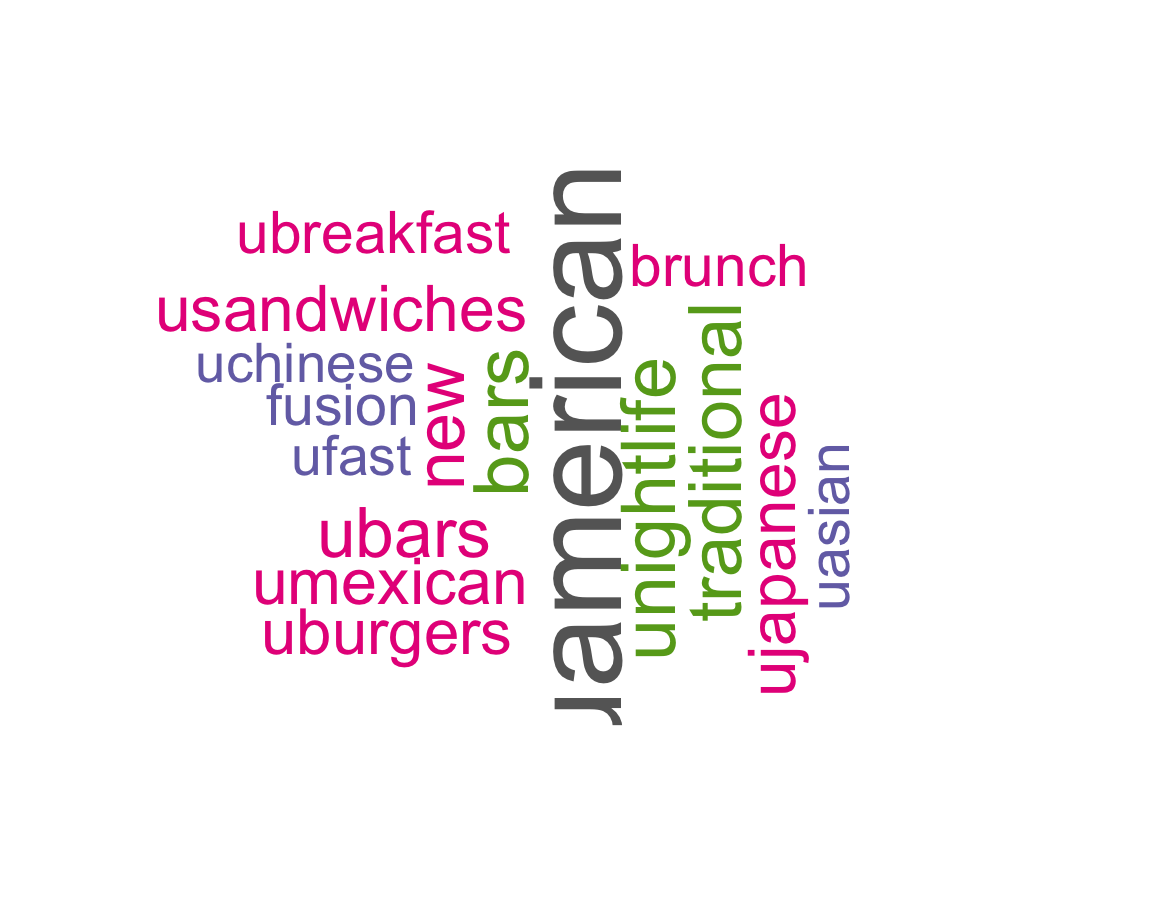 ubreakfast
brunch
usandwiches
uchinese
fusion
ufast
new
bars
uamerican
unightlife
traditional
ujapanese
uasian
ubars
umexican
uburgers